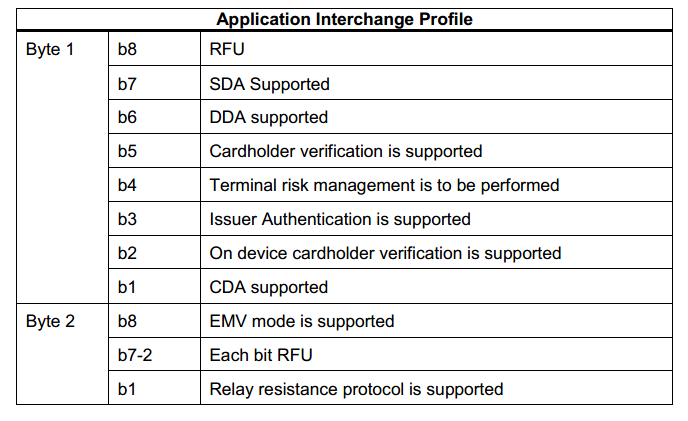 Application Interchange Profile
Byte 1 b8 RFU
b7 SDA Supported
b6 DDA supported
b5 Cardholder verification is supported
b4 Terminal risk management is to be performed
b3 Issuer Authentication is supported
b2 On device cardholder verification is supported
b1 CDA supported
Byte 2 b8 EMV mode is supported
b7-2 Each bit RFU
b1 Relay resistance protocol is supported